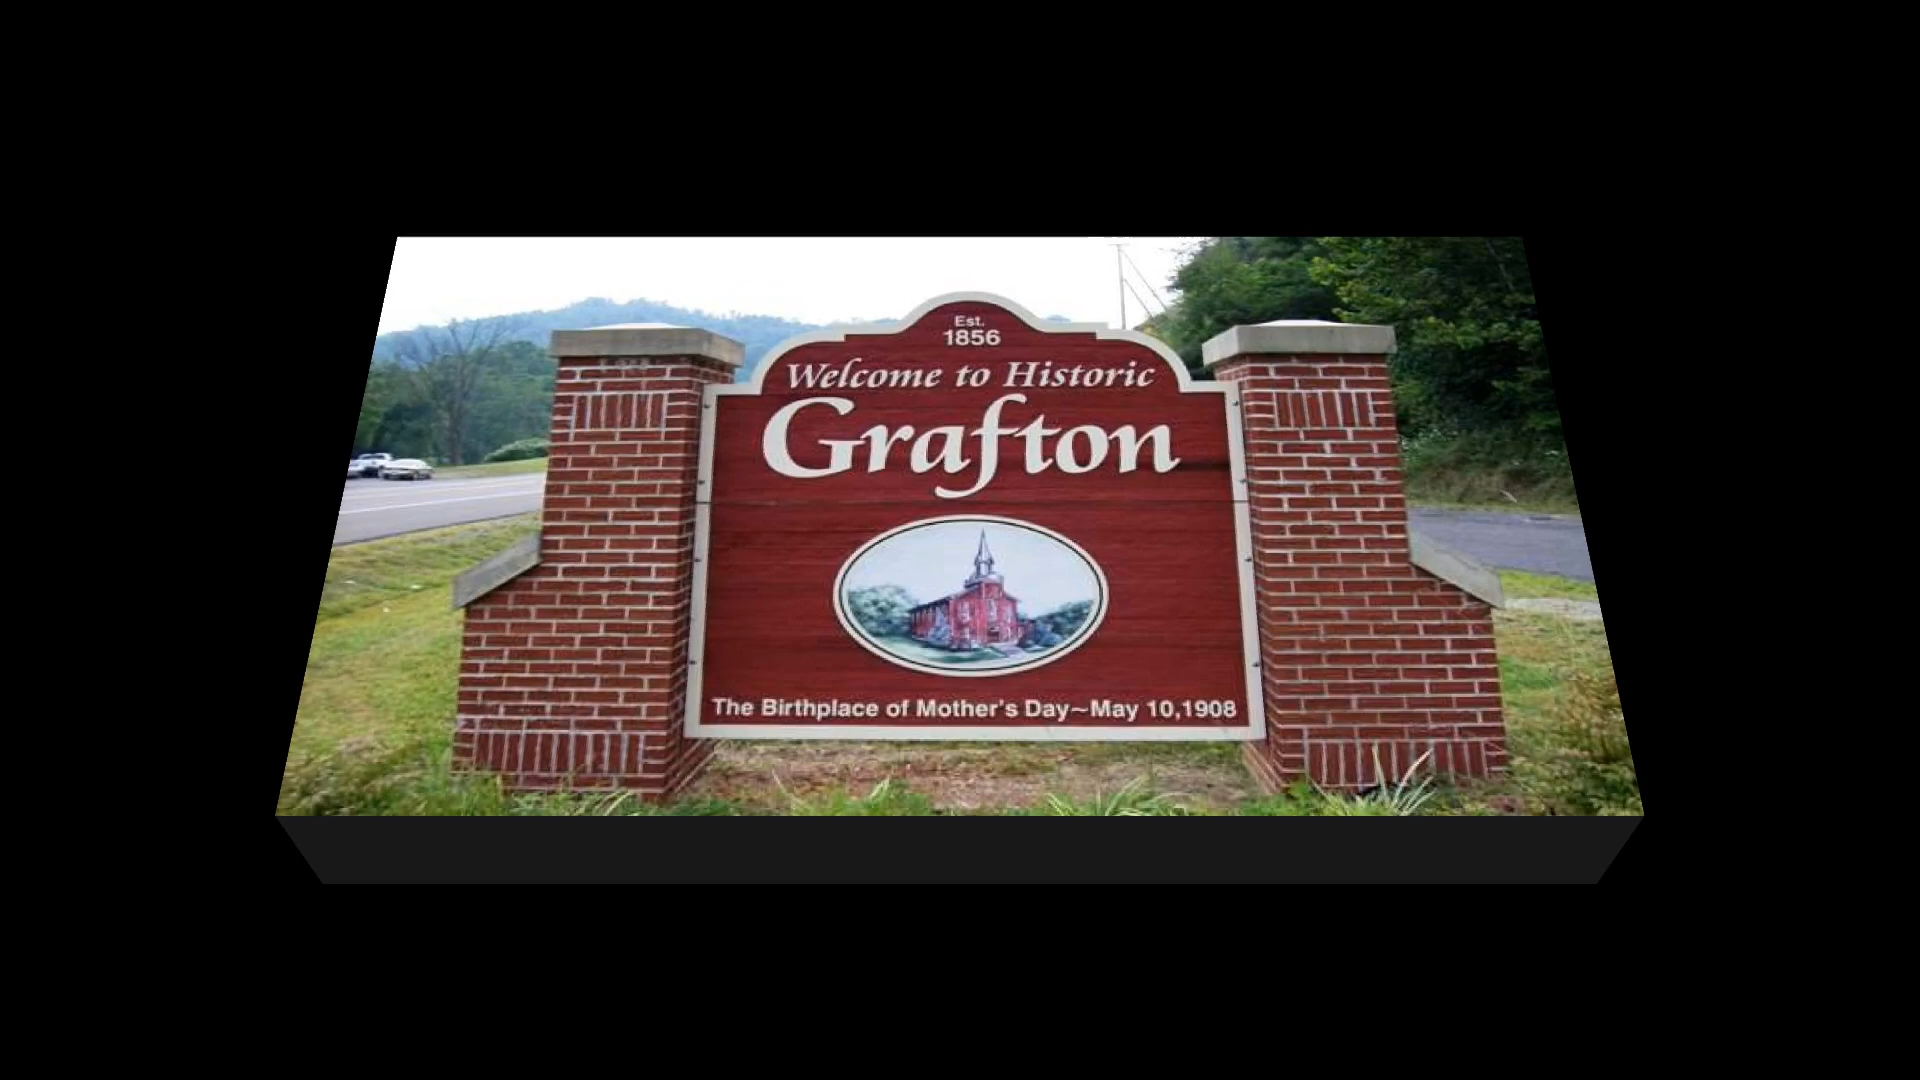 Est.
1856
Welcome to Historic
Grafton
The Birthplace of Mother's Day~May 10,1908